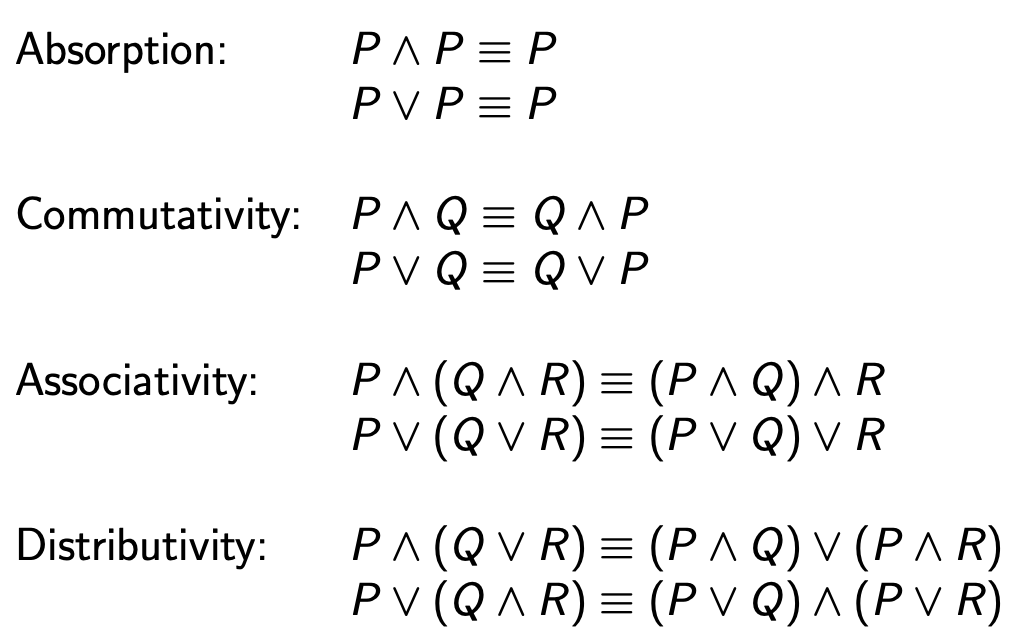 Absorption: P ∧ P ≡ P
P ∨ P ≡ P
Commutativity: P ∧ Q ≡ Q ∧ P
P ∨ Q ≡ Q ∨ P
Associativity: P ∧ (Q ∧ R) ≡ (P ∧ Q) ∧ R
P ∨ (Q ∨ R) ≡ (P ∨ Q) ∨ R
Distributivity: P ∧ (Q ∨ R) ≡ (P ∧ Q) ∨ (P ∧ R)
P ∨ (Q ∧ R) ≡ (P ∨ Q) ∧ (P ∨ R)